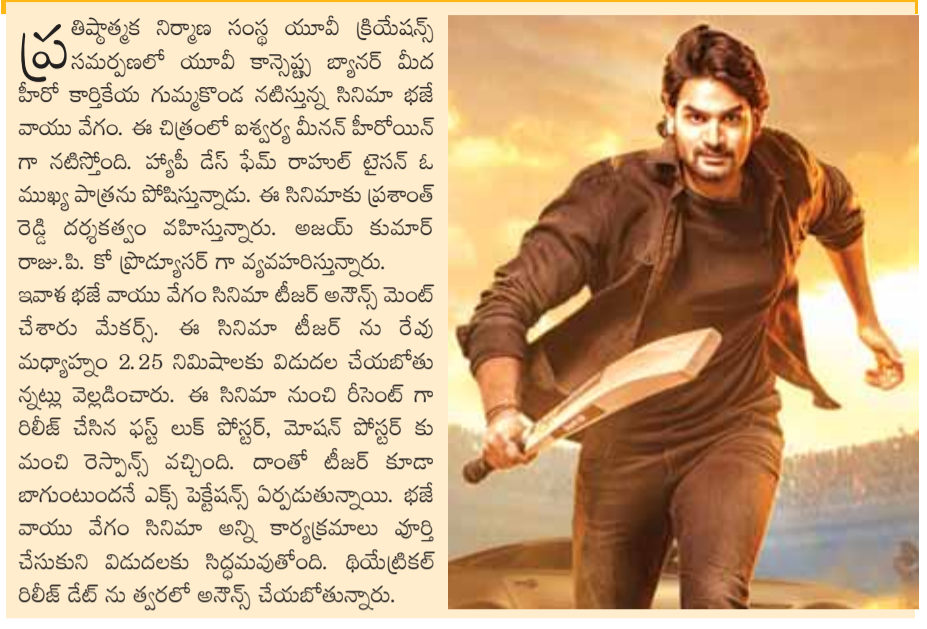 ప్రతిష్ఠాత్మక నిర్మాణ సంస్థ యూవీ క్రియేషన్స్
సమర్పణలో యూవీ కాన్సెప్ట్స్ బ్యానర్ మీద
హీరో కార్తికేయ గుమ్మకొండ నటిస్తున్న సినిమా భజే
వాయు వేగం. ఈ చిత్రంలో ఐశ్వర్య మీనన్ హీరోయిన్
గా నటిస్తోంది. హ్యాపీ డేస్ ఫేమ్ రాహుల్ టైసన్ ఓ
ముఖ్య పాత్రను పోషిస్తున్నాడు. ఈ సినిమాకు ప్రశాంత్
రెడ్డి దర్శకత్వం వహిస్తున్నారు. అజయ్ కుమార్
రాజు.పి. కో ప్రొడ్యూసర్ గా వ్యవహరిస్తున్నారు.
ఇవాళ భజే వాయు వేగం సినిమా టీజర్ అనౌన్స్ మెంట్
చేశారు మేకర్స్. ఈ సినిమా టీజర్ ను రేవు
మధ్యాహ్నం 2.25 నిమిషాలకు విడుదల చేయబోతు
న్నట్లు వెల్లడించారు. ఈ సినిమా నుంచి రీసెంట్ గా
రిలీజ్ చేసిన ఫస్ట్ లుక్ పోస్టర్, మోషన్ పోస్టర్ కు
మంచి రెస్పాన్స్ వచ్చింది. దాంతో టీజర్ కూడా
బాగుంటుందనే ఎక్స్ పెక్టేషన్స్ ఏర్పడుతున్నాయి. భజే
వాయు వేగం సినిమా అన్ని కార్యక్రమాలు వూర్తి
చేసుకుని విడుదలకు సిద్ధమవుతోంది. థియేట్రికల్
రిలీజ్ డేట్ ను త్వరలో అనౌన్స్ చేయబోతున్నారు.